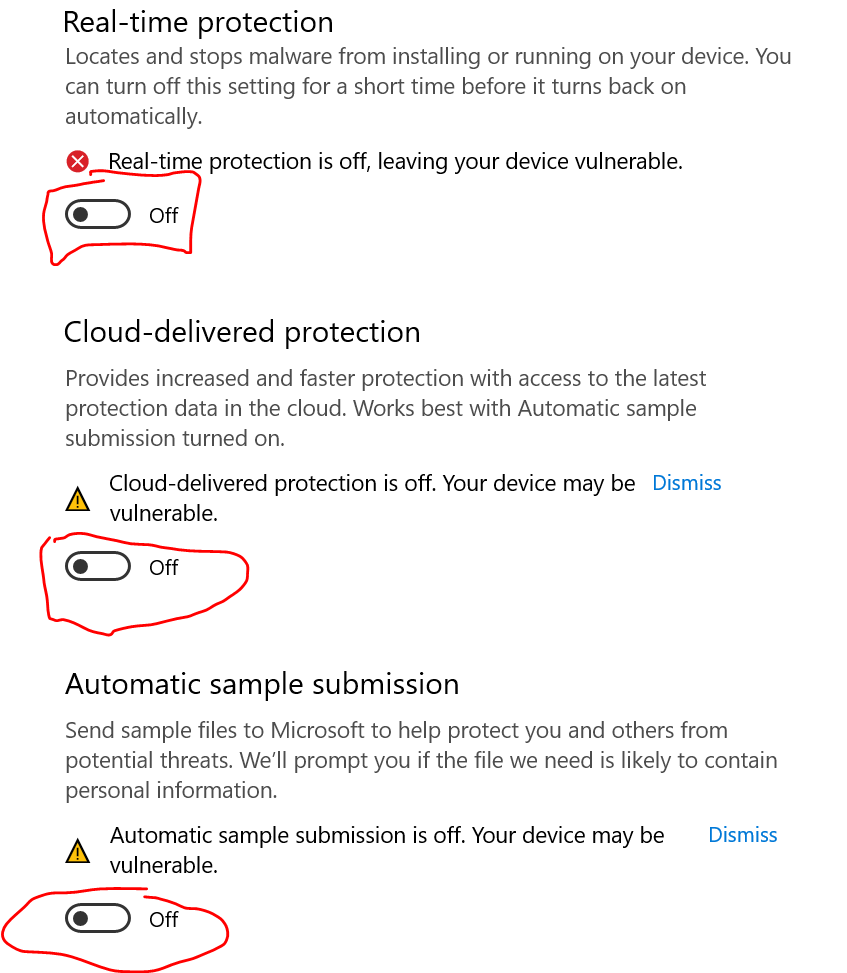 Real-time protection
Locates and stops malware from installing or running on your device. You
can turn off this setting for a short time before it turns back on
automatically.
Real-time protection is off, leaving your device vulnerable.
Off
Cloud-delivered protection
Provides increased and faster protection with access to the latest
protection data in the cloud. Works best with Automatic sample
submission turned on.
Cloud-delivered protection is off. Your device may be Dismiss
vulnerable.
Off
Automatic sample submission
Send sample files to Microsoft to help protect you and others from
potential threats. We’ll prompt you if the file we need is likely to contain
personal information.
Automatic sample submission is off. Your device may be Dismiss
vulnerable.
Off